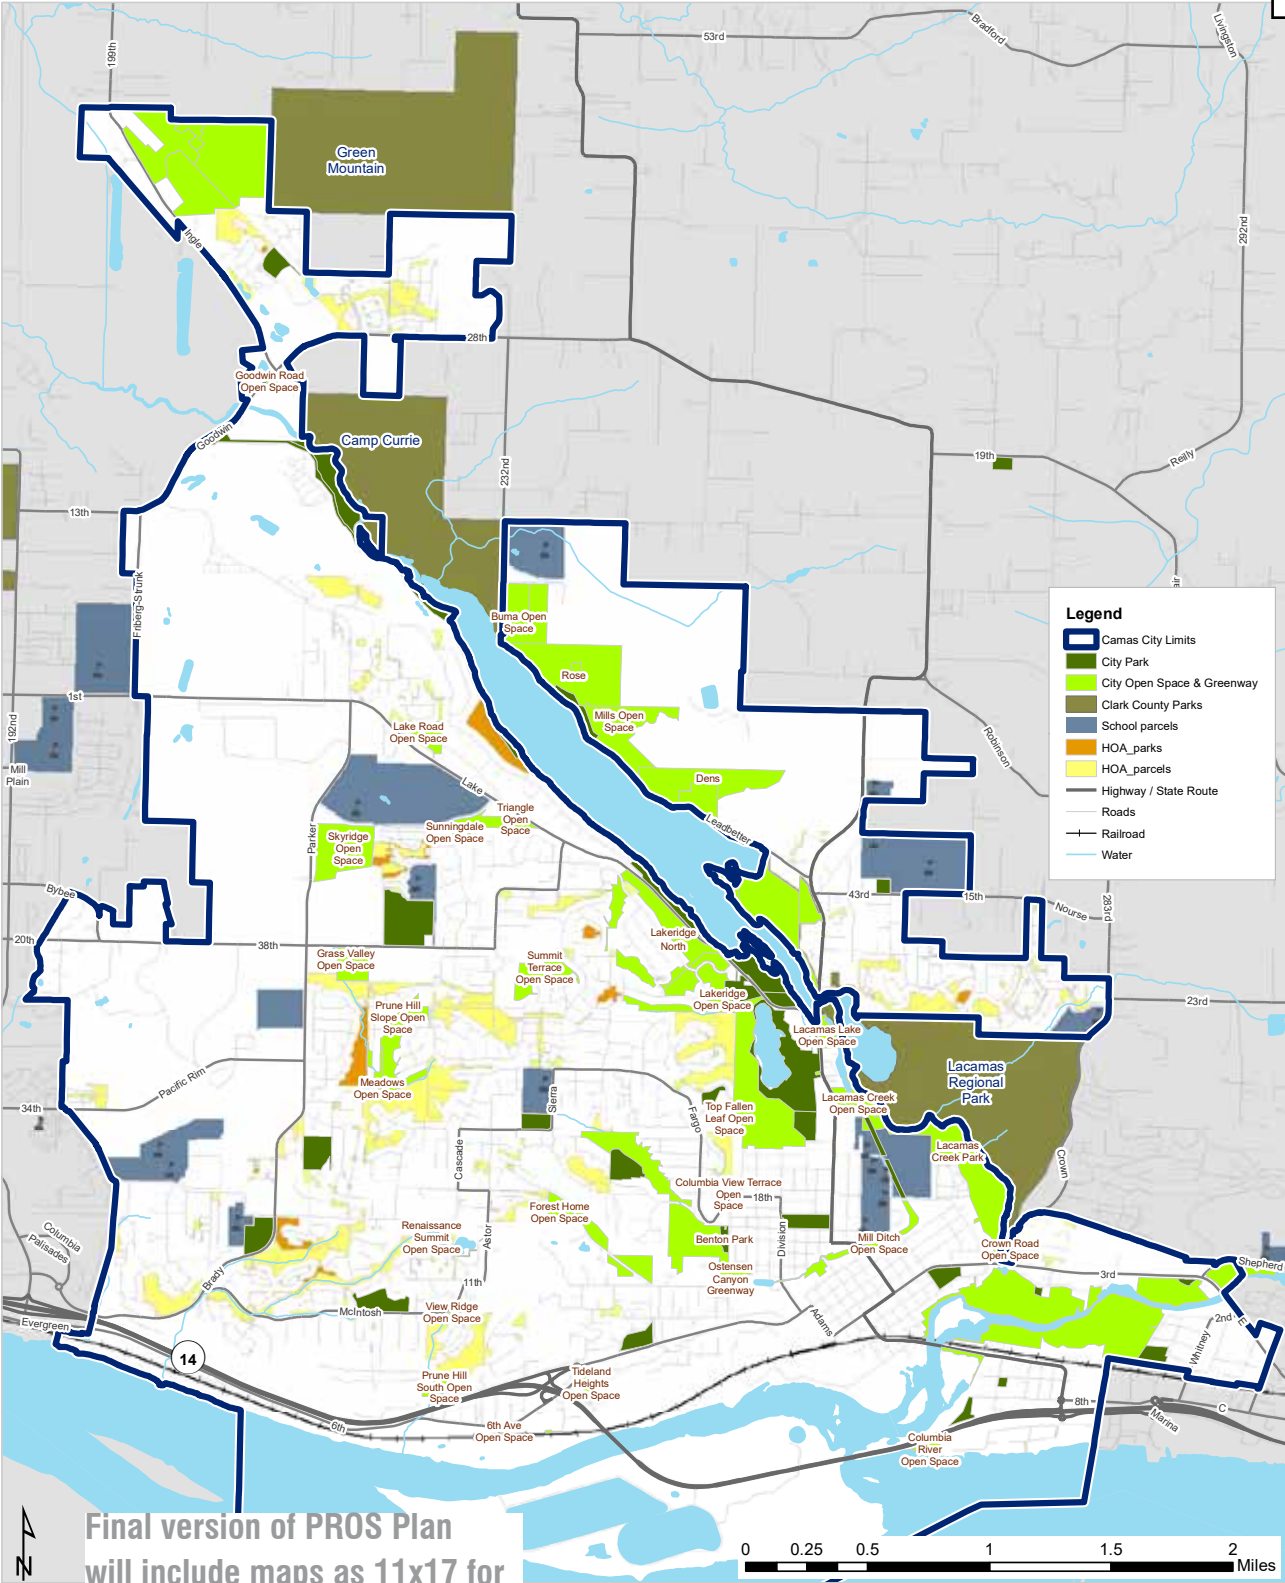 53rd
Bradford
Livingston
199th
Green
Mountain
292nd
Ingle
28th
Goodwin Road
Open Space
Goodwin
Camp Currie
232nd
19th
Reilly
13th
Friberg-Strunk
Buma Open
Space
Rose
Mills Open
Space
Dens
1st
192nd
Mill
Plain
Lake Road
Open Space
Lake
Robinson
Legend
Camas City Limits
City Park
City Open Space & Greenway
Clark County Parks
School parcels
HOA_parks
HOA_parcels
Highway / State Route
Roads
Railroad
Water
Triangle
Open
Space
Sunningdale
Open Space
Parker
Skyridge
Open
Space
Leadbetter
Bybee
43rd
15th
Nourse
283rd
20th
38th
Lakeridge
North
Grass Valley
Open Space
Summit
Terrace
Open Space
Lakeridge
Open Space
23rd
Prune Hill
Slope Open
Space
Lacamas Lake
Open Space
Lacamas
Regional
Park
Pacific Rim
Meadows
Open Space
34th
Sierra
Fargo
Top Fallen
Leaf Open
Space
Lacamas Creek
Open Space
Lacamas
Creek Park
Crown
Cascade
Columbia View Terrace
Open
Space
18th
Forest Home
Open Space
Columbia
Palisades
Renaissance
Summit
Open Space
Astor
Benton Park
Division
Mill Ditch
Open Space
Crown Road
Open Space
Shepherd
Brady
11th
Ostensen
Canyon
Greenway
3rd
McIntosh
View Ridge
Open Space
Adams
2nd
E
Whitney
Evergreen
14
Prune Hill
South Open
Space
Tideland
Heights
Open Space
6th
6th Ave
Open Space
8th
C
Marina
Columbia
River
Open Space
N
Final version of PROS Plan
will include maps as 11x17 for
0 0.25 0.5 1 1.5 2
Miles